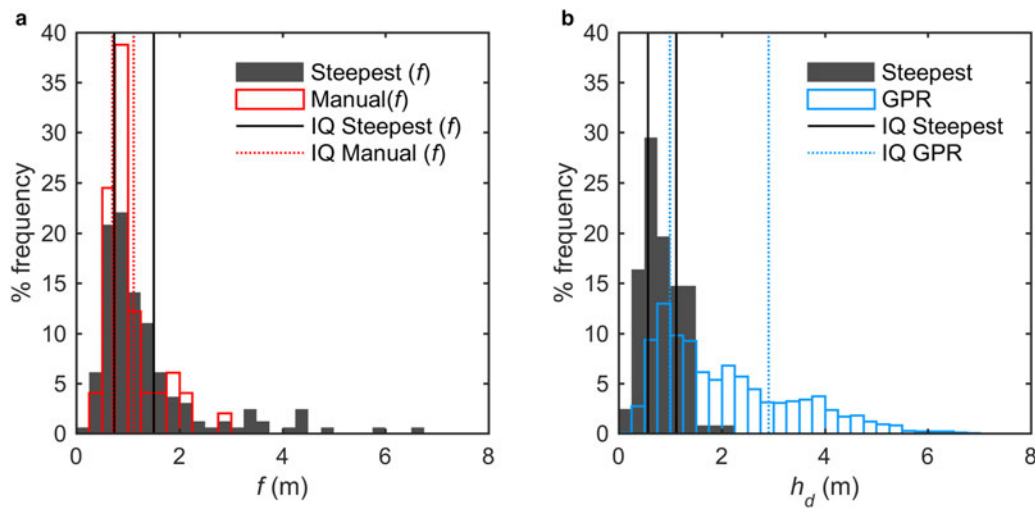 a
% frequency
40
35
30
25
20
15
10
5
0
Steepest (f)
Manual(f)
IQ Steepest (f)
IQ Manual (f)
0 2 4 6 8
f (m)
b
% frequency
40
35
30
25
20
15
10
5
0
Steepest
GPR
IQ Steepest
IQ GPR
0 2 4 6 8
h_d (m)